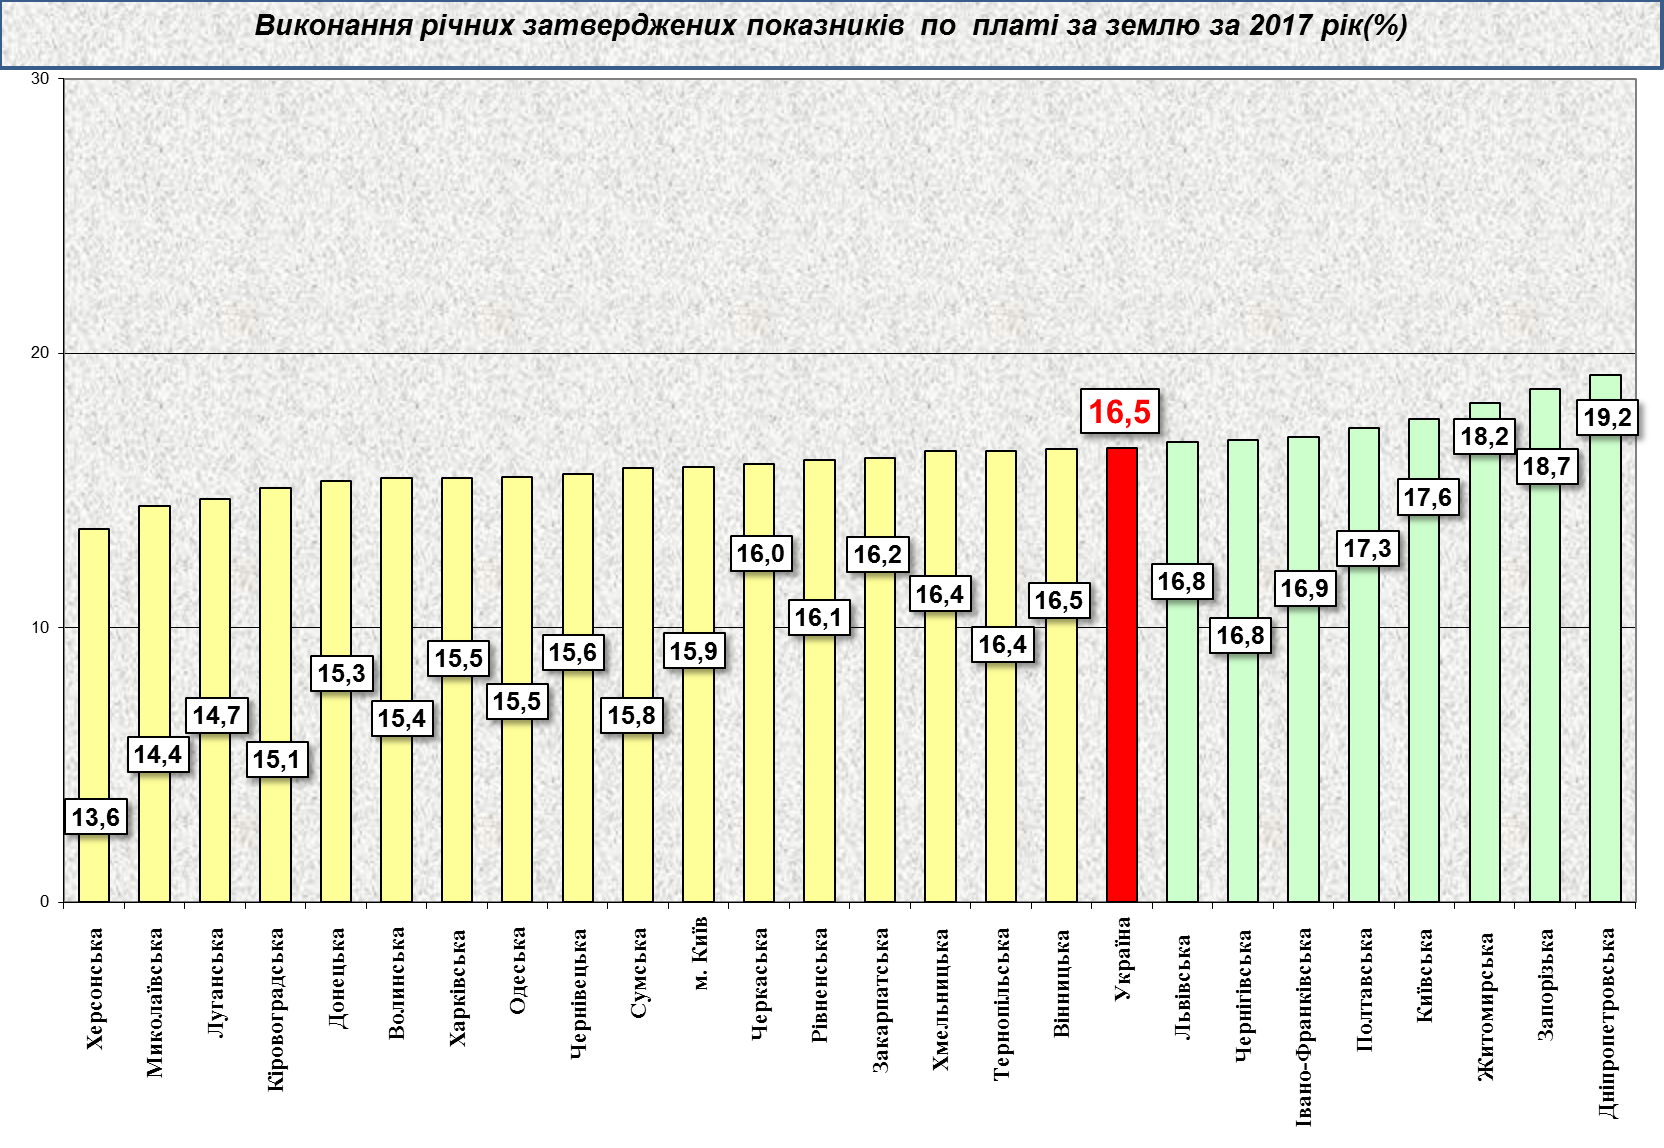 Виконання річних затверджених показників по платі за землю за 2017 рік(%)
30
20
10
0
13,6
14,4
14,7
15,1
15,3
15,4
15,5
15,5
15,6
15,8
15,9
16,0
16,1
16,2
16,4
16,4
16,5
16,5
16,8
16,8
16,9
17,3
17,6
18,2
18,7
19,2
Херсонська
Миколаївська
Луганська
Кіровоградська
Донецька
Волинська
Харківська
Одеська
Чернівецька
Сумська
м. Київ
Черкаська
Рівненська
Закарпатська
Хмельницька
Тернопільська
Вінницька
Україна
Львівська
Чернігівська
Івано-Франківська
Полтавська
Київська
Житомирська
Запорізька
Дніпропетровська